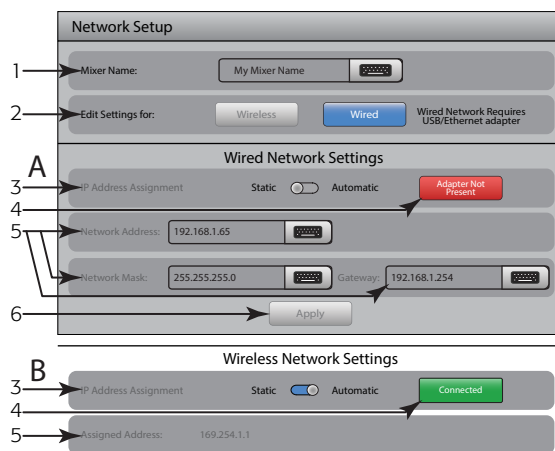 Network Setup
1 Mixer Name: My Mixer Name
2 Edit Settings for: Wireless Wired Wired Network Requires
USB/Ethernet adapter
A Wired Network Settings
3 IP Address Assignment Static Automatic Adapter Not
Present
4
5 Network Address: 192.168.1.65
Network Mask: 255.255.255.0 Gateway: 192.168.1.254
6 Apply
B Wireless Network Settings
3 IP Address Assignment Static Automatic Connected
4
5 Assigned Address: 169.254.1.1